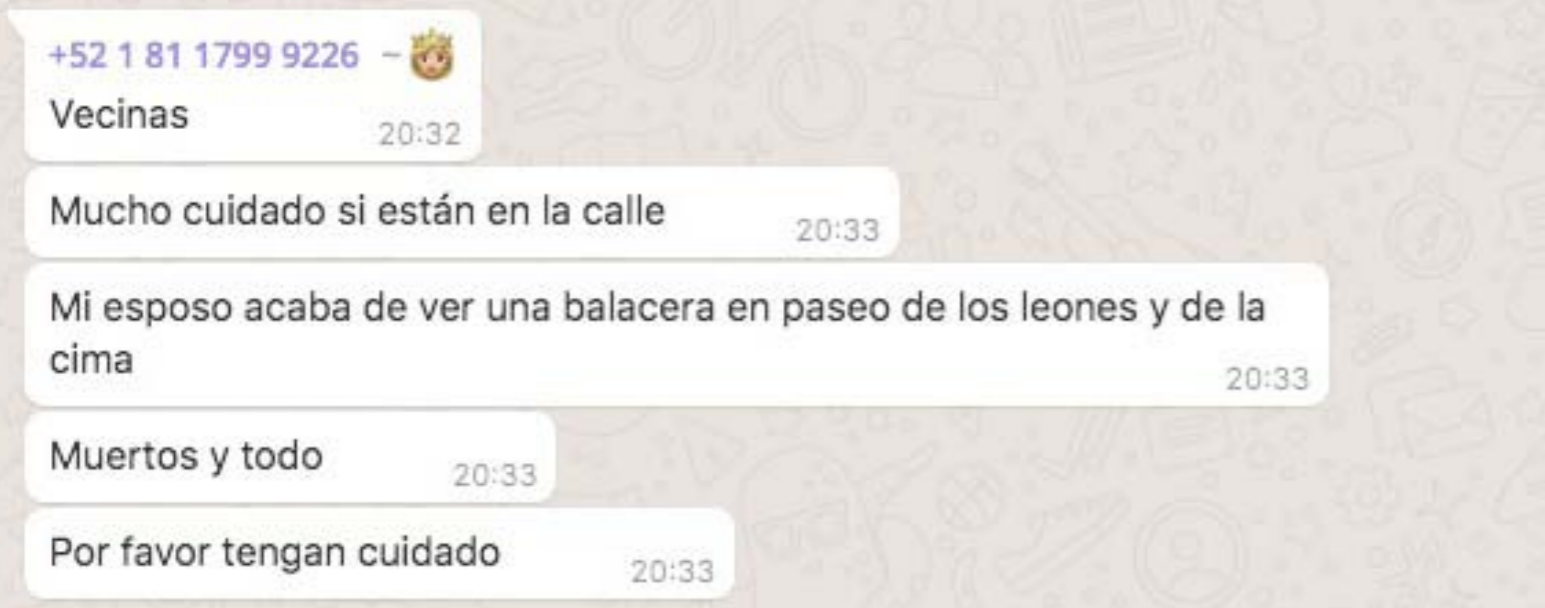 +52 1 81 1799 9226 ~👸
Vecinas
20:32
Mucho cuidado si están en la calle
20:33
Mi esposo acaba de ver una balacera en paseo de los leones y de la
cima
20:33
Muertos y todo
20:33
Por favor tengan cuidado
20:33